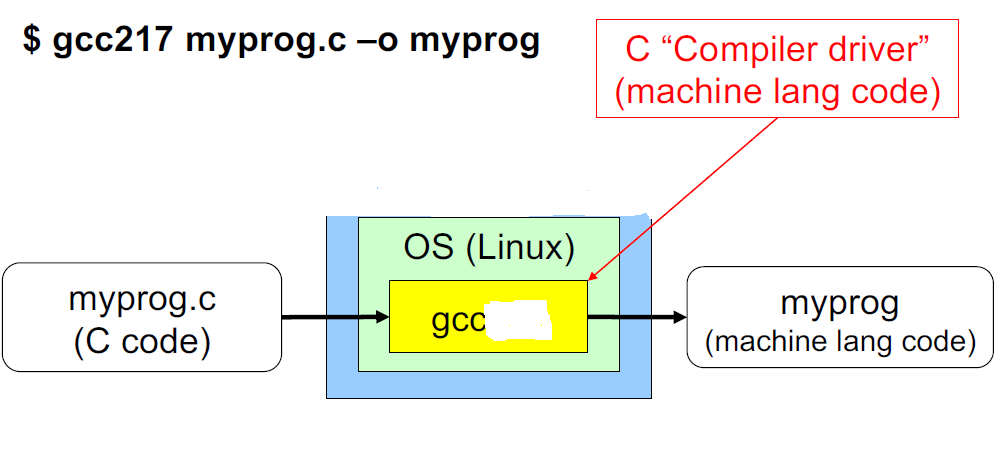 $ gcc217 myprog.c –o myprog
C “Compiler driver”
(machine lang code)
OS (Linux)
myprog.c
(C code)
gcc
myprog
(machine lang code)